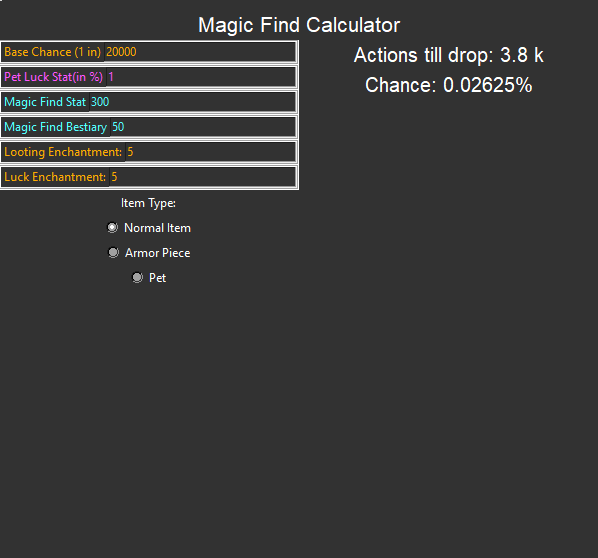 Magic Find Calculator
Base Chance (1 in) 20000
Pet Luck Stat(in %) 1
Magic Find Stat 300
Magic Find Bestiary 50
Looting Enchantment: 5
Luck Enchantment: 5
Item Type:
Normal Item
Armor Piece
Pet
Actions till drop: 3.8 k
Chance: 0.02625%